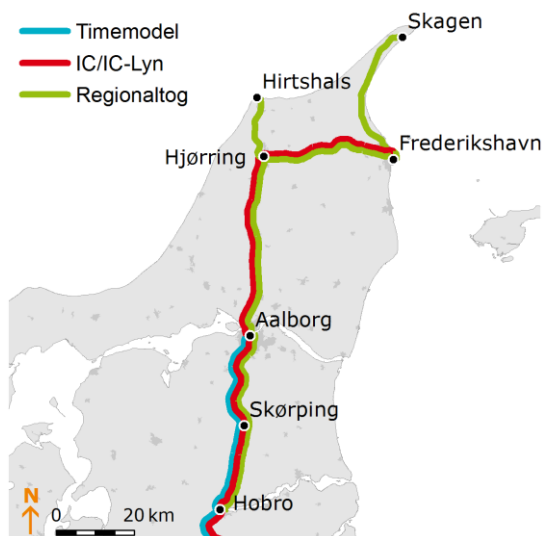 Timemodel
IC/IC-Lyn
Regionaltog
Skagen
Hirtshals
Frederikshavn
Hjørring
Aalborg
Skørping
Hobro
N
0 20 km